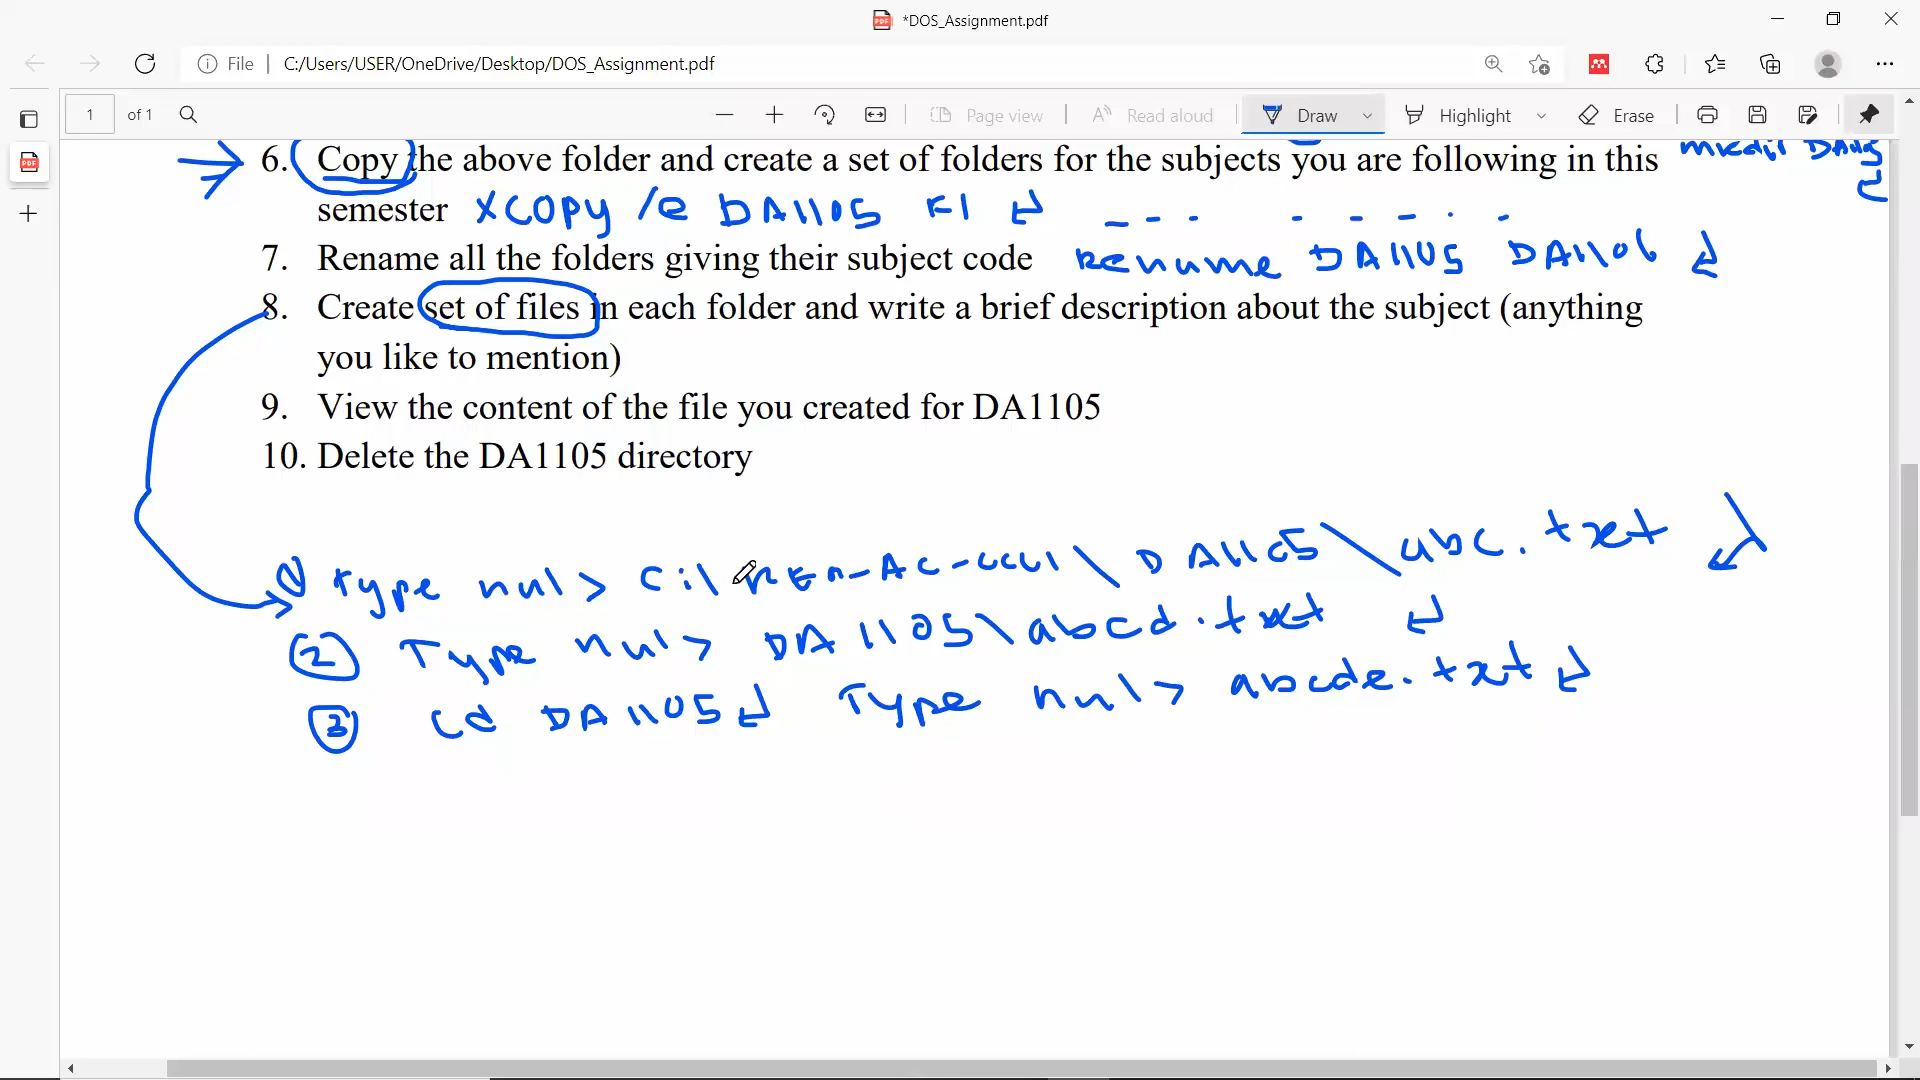 *DOS_Assignment.pdf
File | C:/Users/USER/OneDrive/Desktop/DOS_Assignment.pdf
1 of 1 Page view Read aloud Draw Highlight Erase
6. Copy the above folder and create a set of folders for the subjects you are following in this
semester XCOPY /e DA1105 F1
7. Rename all the folders giving their subject code Rename DA1105 DA1106
8. Create set of files in each folder and write a brief description about the subject (anything
you like to mention)
9. View the content of the file you created for DA1105
10. Delete the DA1105 directory
① type nul> DA1105\abc.txt
② Type nul> DA1105\abcd.txt
③ cd DA1105 Type nul> abcde.txt